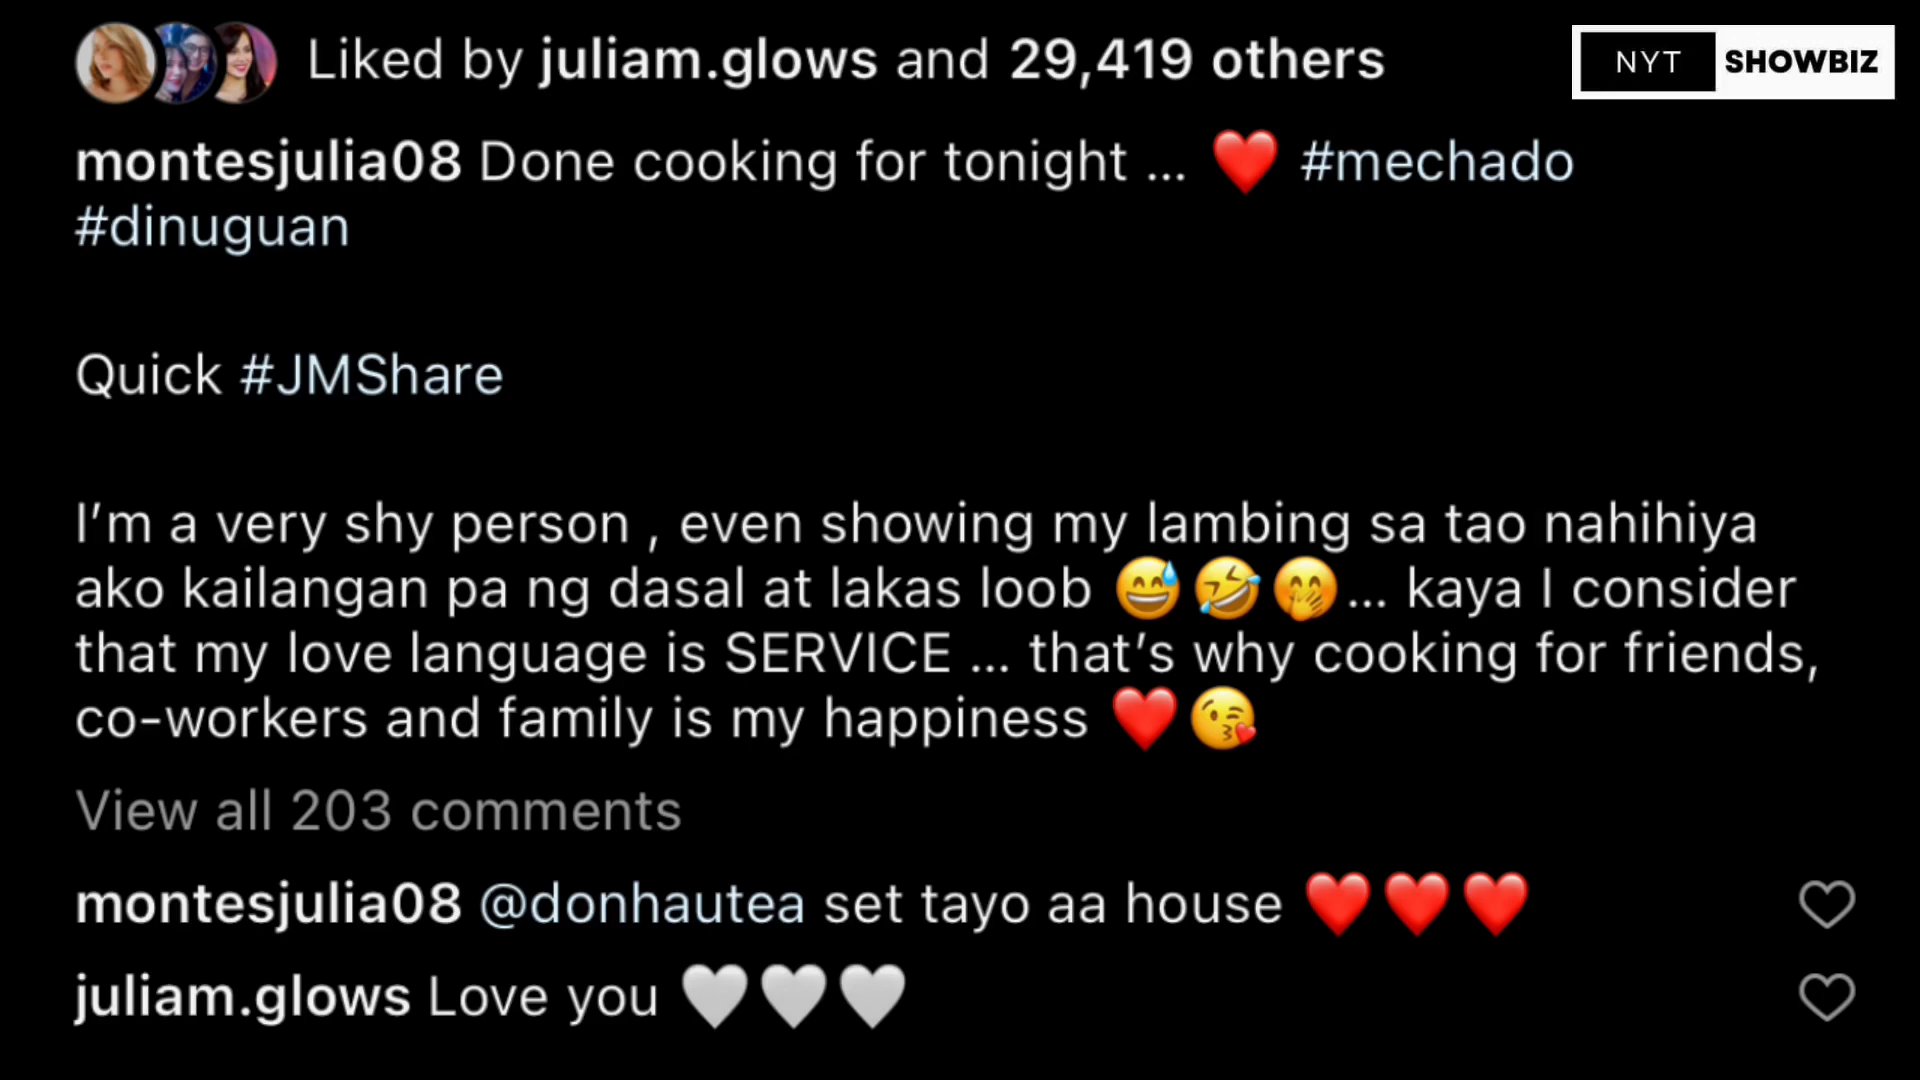 Liked by juliam.glows and 29,419 others
NYT SHOWBIZ
montesjulia08 Done cooking for tonight ... ❤️ #mechado
#dinuguan
Quick #JMShare
I’m a very shy person , even showing my lambing sa tao nahihiya
ako kailangan pa ng dasal at lakas loob 😅🤣🤭... kaya I consider
that my love language is SERVICE ... that’s why cooking for friends,
co-workers and family is my happiness ❤️😘
View all 203 comments
montesjulia08 @donhautea set tayo aa house ❤️❤️❤️
juliam.glows Love you 🤍🤍🤍